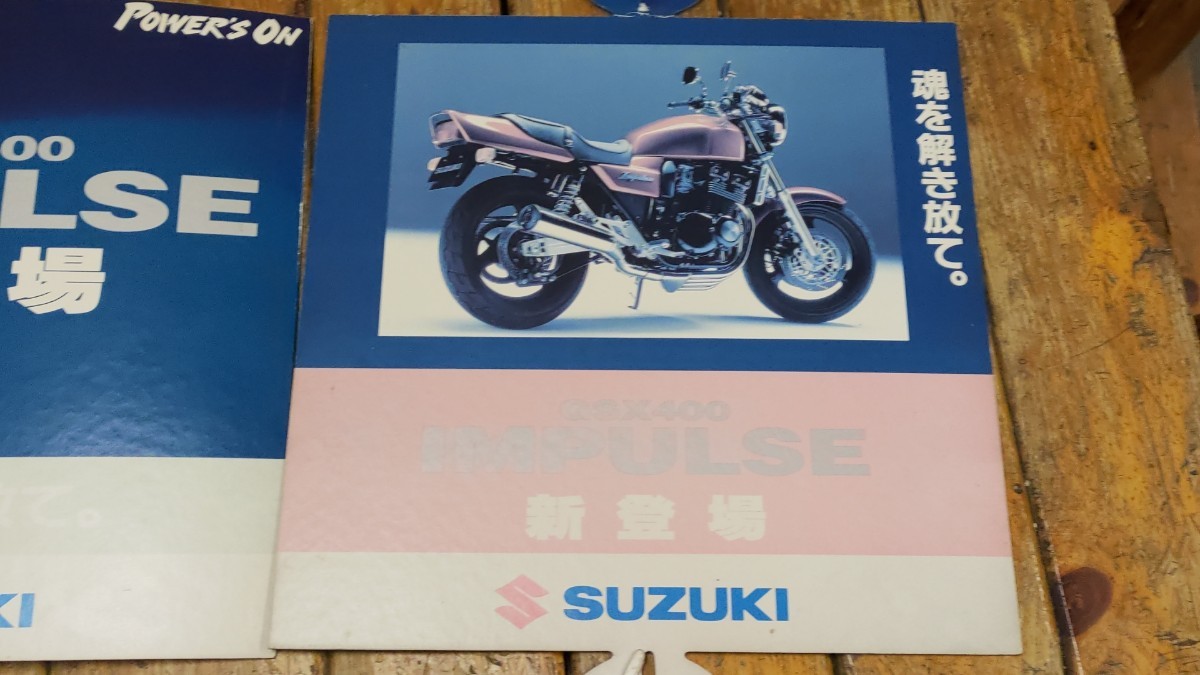 POWER'S ON
00
LSE
場
て。
KI
魂を解き放て。
Impulse
GSX400
IMPULSE
新登場
SUZUKI